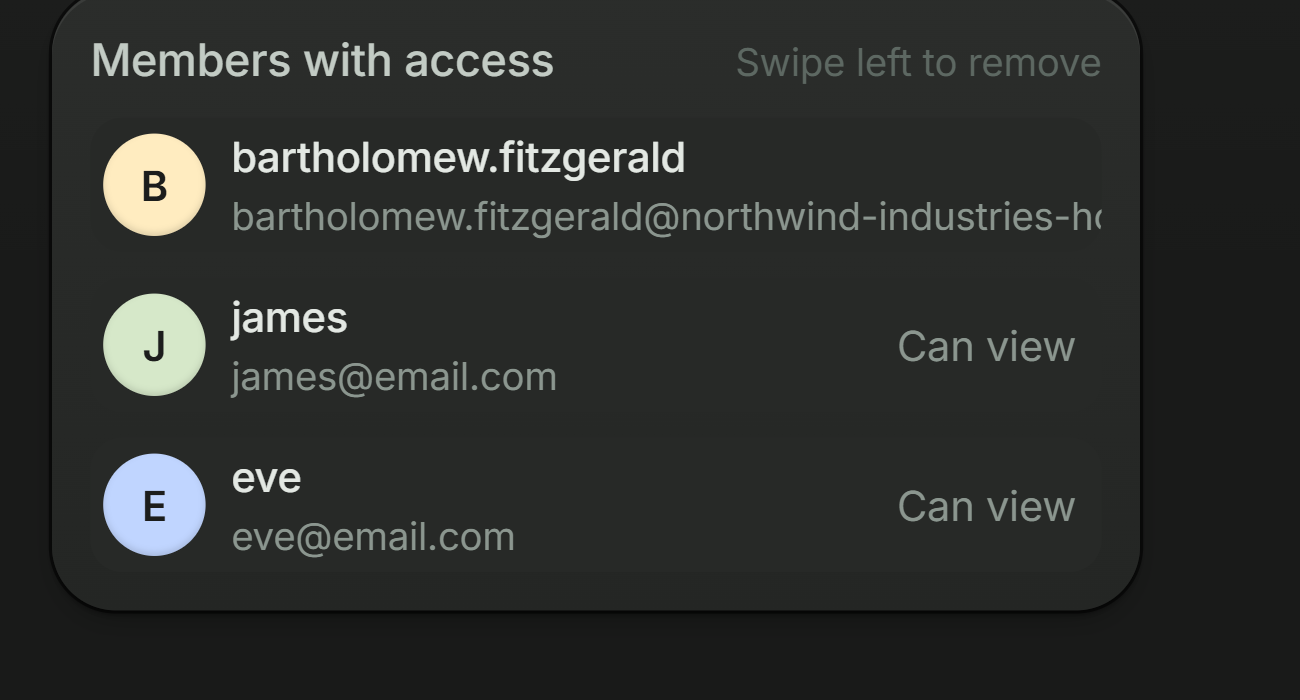 Members with access
Swipe left to remove
B
bartholomew.fitzgerald
bartholomew.fitzgerald@northwind-industries-h
J
james
james@email.com
Can view
E
eve
eve@email.com
Can view